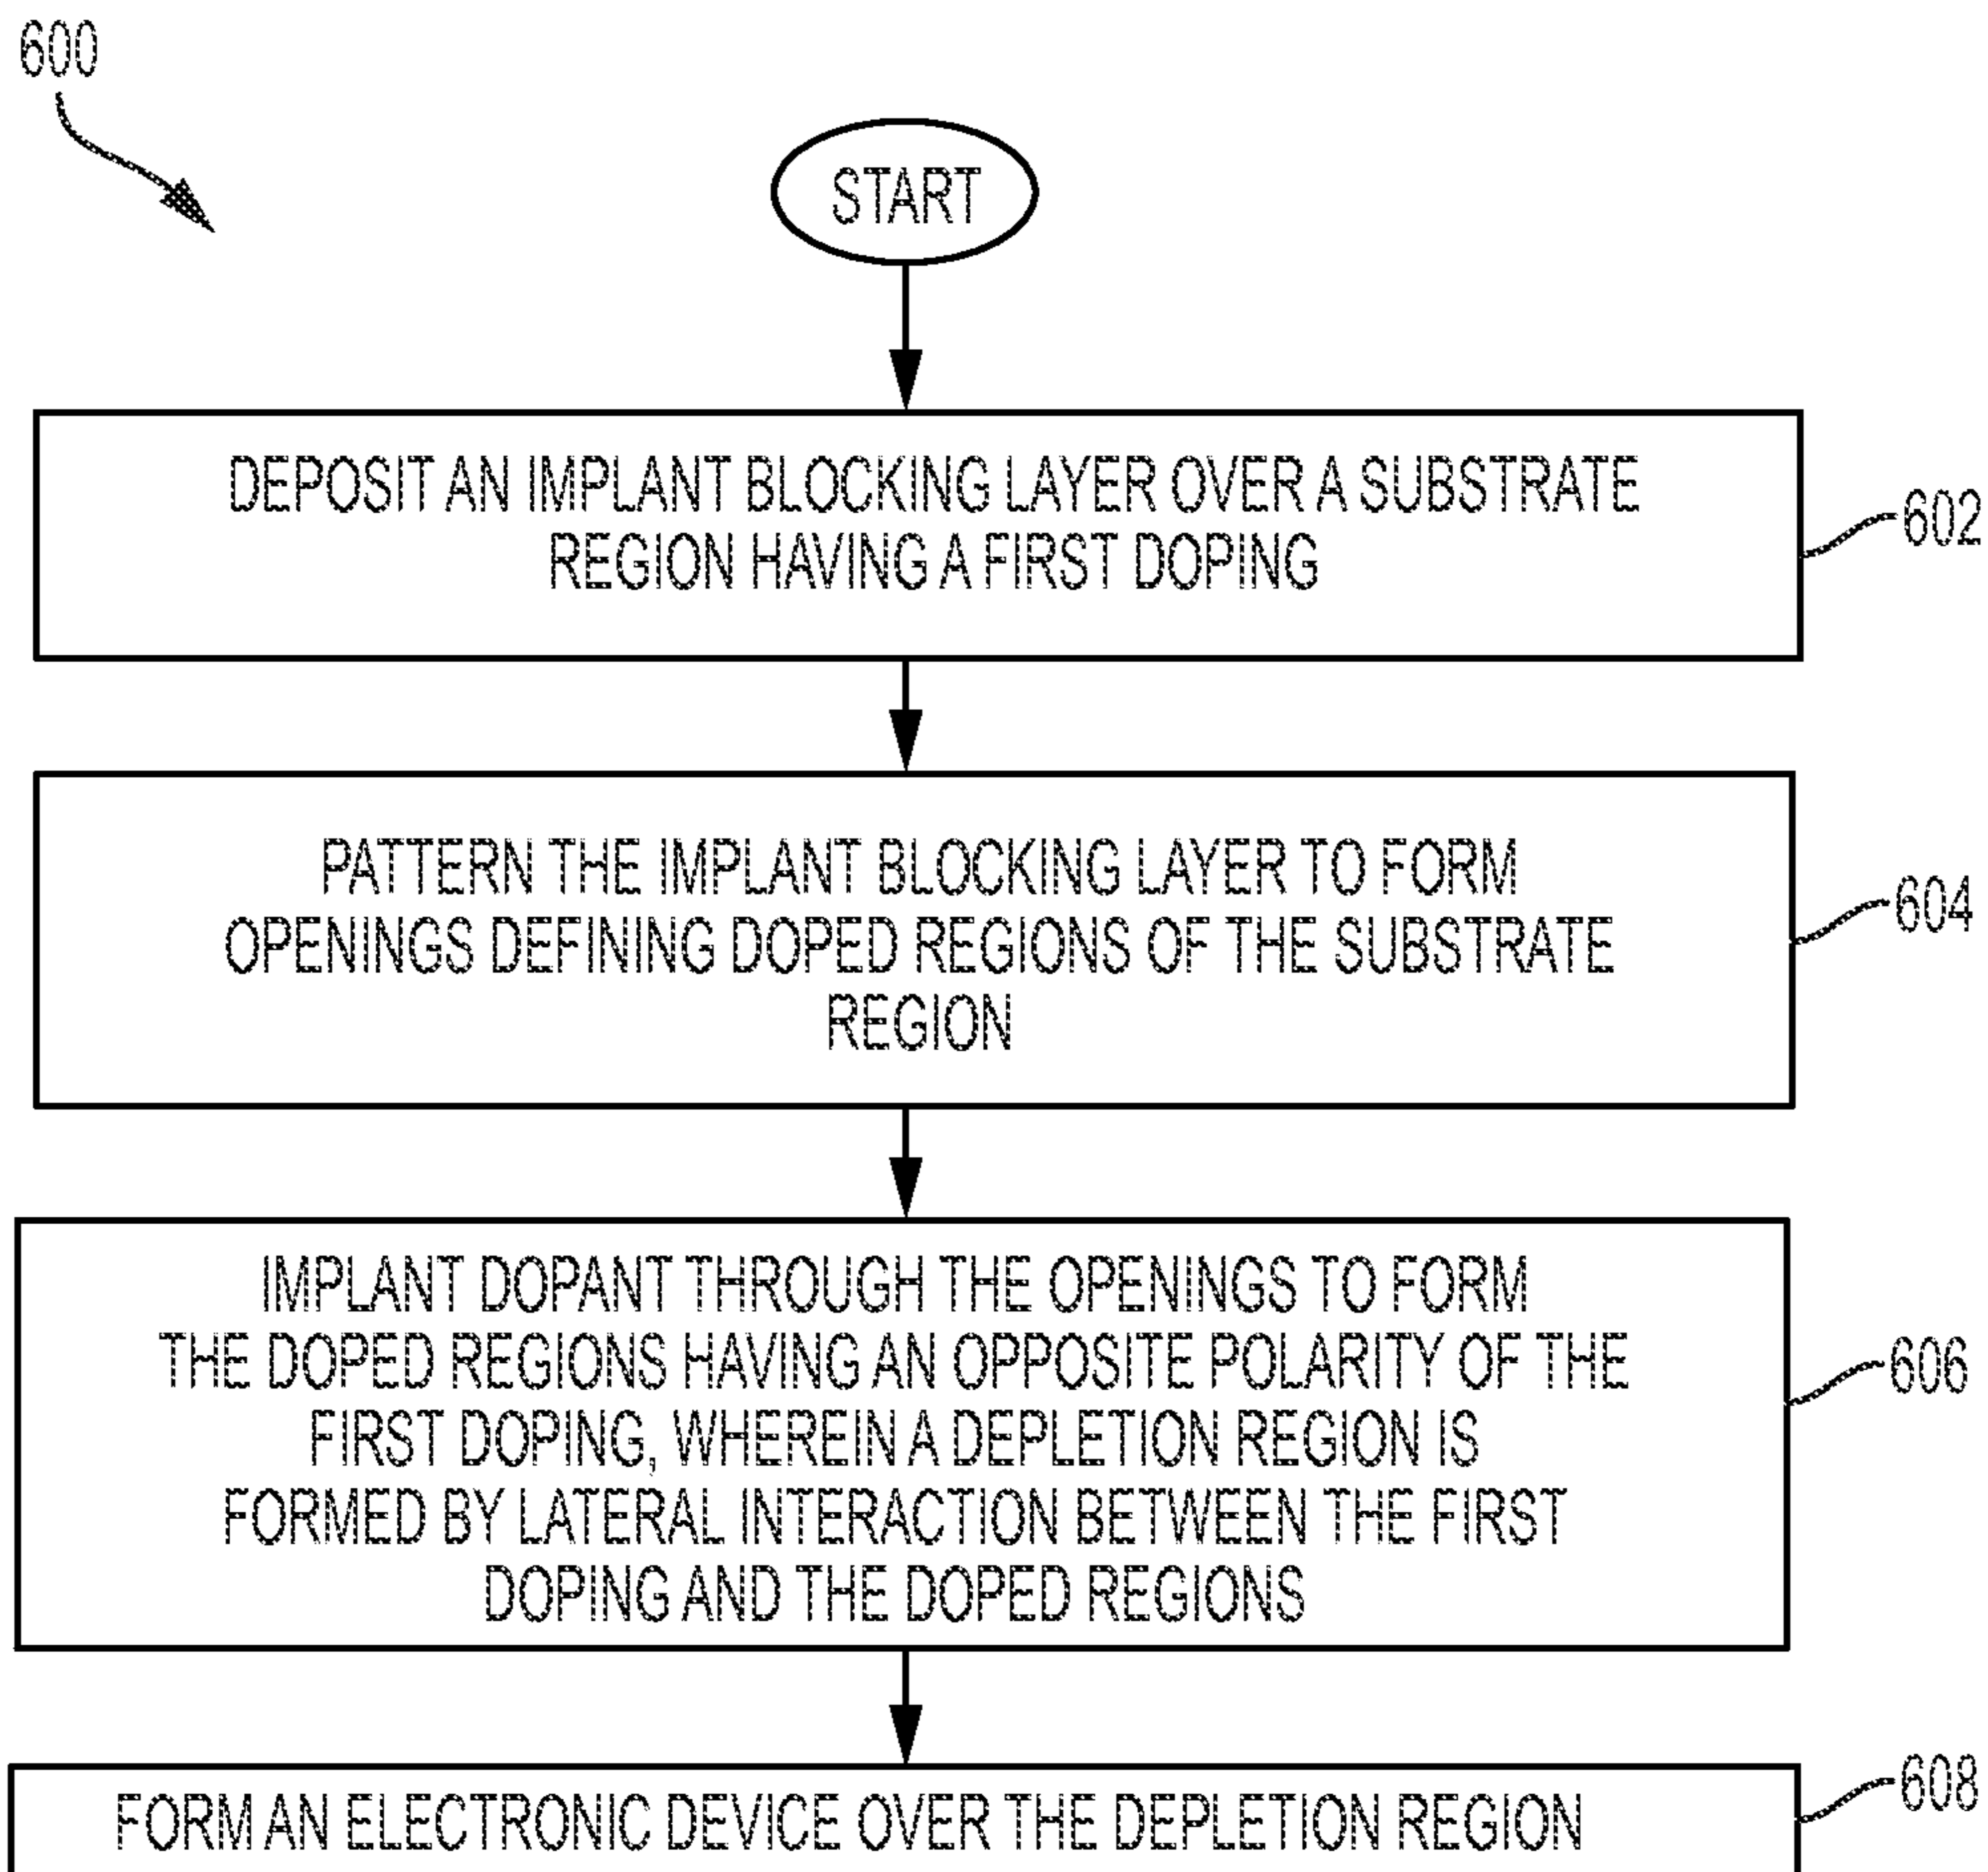 600
START
DEPOSIT AN IMPLANT BLOCKING LAYER OVER A SUBSTRATE
REGION HAVING A FIRST DOPING
602
PATTERN THE IMPLANT BLOCKING LAYER TO FORM
OPENINGS DEFINING DOPED REGIONS OF THE SUBSTRATE
REGION
604
IMPLANT DOPANT THROUGH THE OPENINGS TO FORM
THE DOPED REGIONS HAVING AN OPPOSITE POLARITY OF THE
FIRST DOPING, WHEREIN A DEPLETION REGION IS
FORMED BY LATERAL INTERACTION BETWEEN THE FIRST
DOPING AND THE DOPED REGIONS
606
FORM AN ELECTRONIC DEVICE OVER THE DEPLETION REGION
608